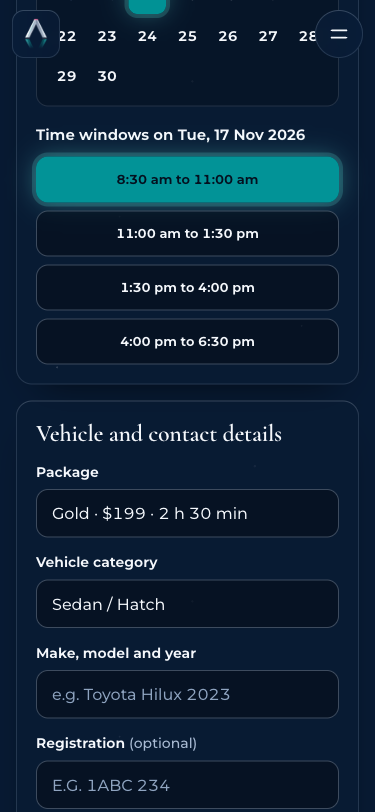 22 23 24 25 26 27 28
29 30
Time windows on Tue, 17 Nov 2026
8:30 am to 11:00 am
11:00 am to 1:30 pm
1:30 pm to 4:00 pm
4:00 pm to 6:30 pm
Vehicle and contact details
Package
Gold · $199 · 2 h 30 min
Vehicle category
Sedan / Hatch
Make, model and year
e.g. Toyota Hilux 2023
Registration (optional)
E.G. 1ABC 234